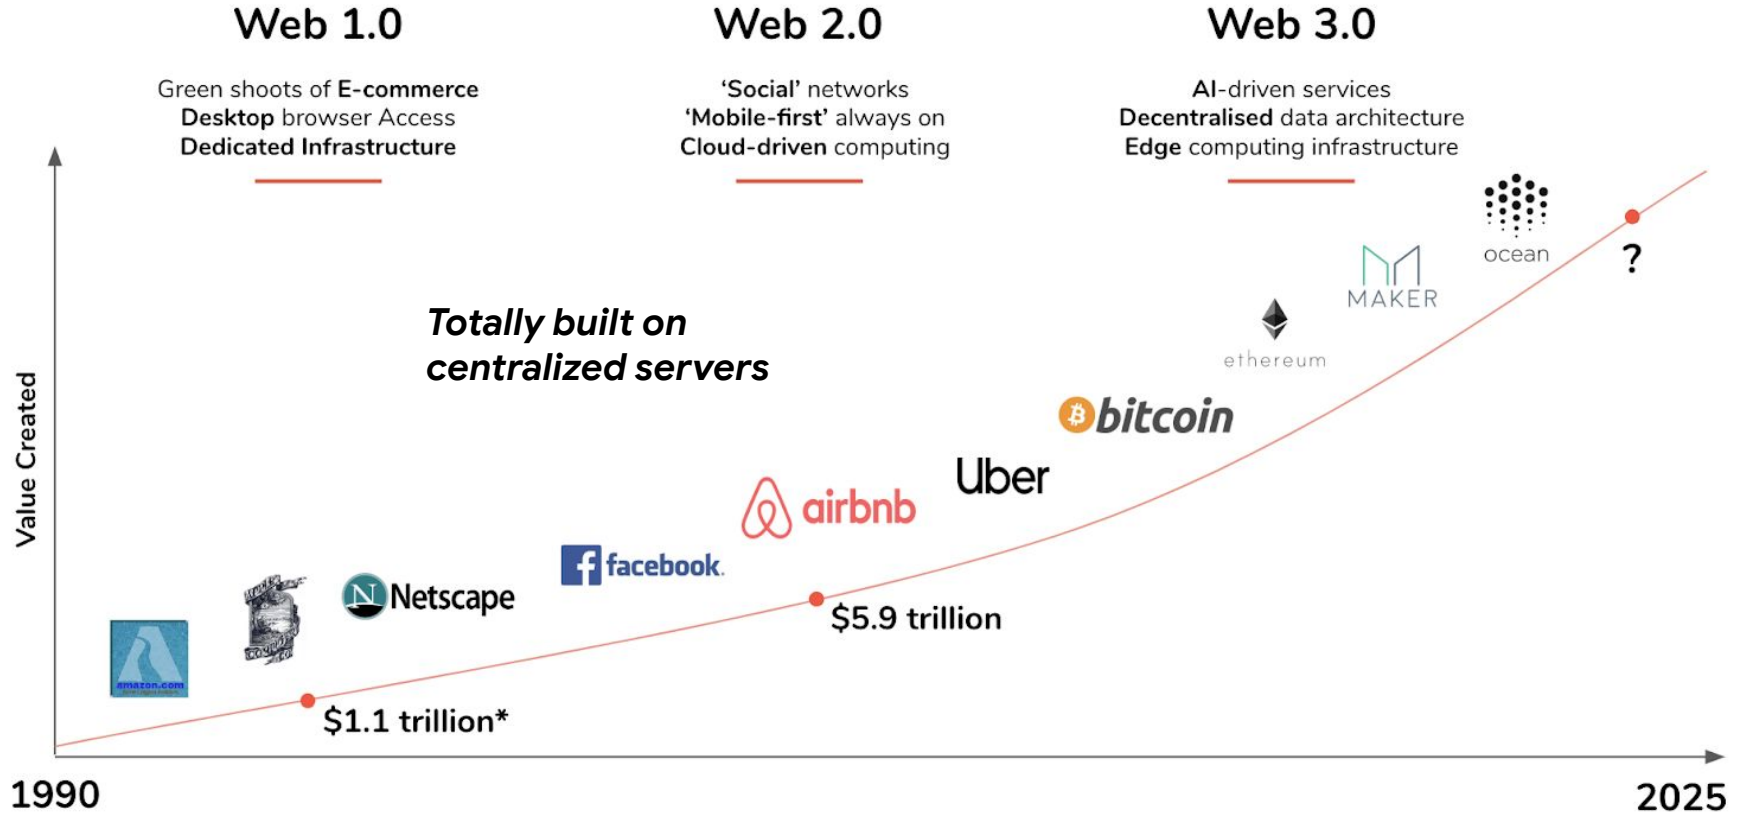 Web 1.0
Green shoots of E-commerce
Desktop browser Access
Dedicated Infrastructure
Web 2.0
‘Social’ networks
‘Mobile-first’ always on
Cloud-driven computing
Web 3.0
AI-driven services
Decentralised data architecture
Edge computing infrastructure
Totally built on
centralized servers
Value Created
amazon.com
Netscape
facebook.
airbnb
Uber
bitcoin
ethereum
MAKER
ocean
?
$1.1 trillion*
$5.9 trillion
1990
2025